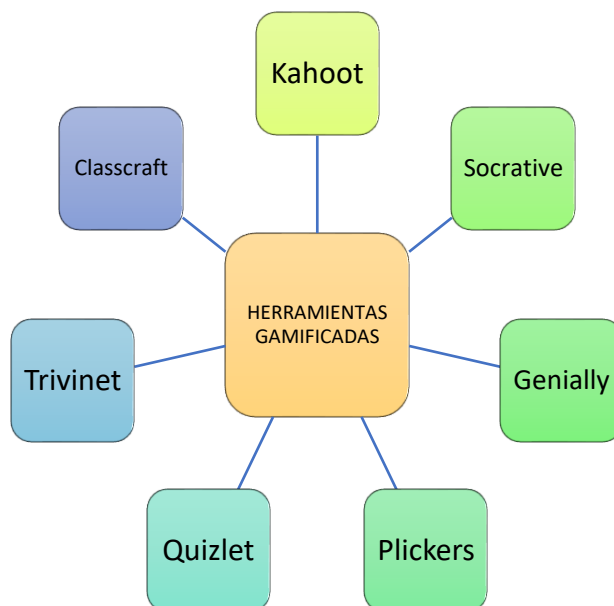 Kahoot
Classcraft
Socrative
HERRAMIENTAS
GAMIFICADAS
Trivinet
Genially
Quizlet
Plickers